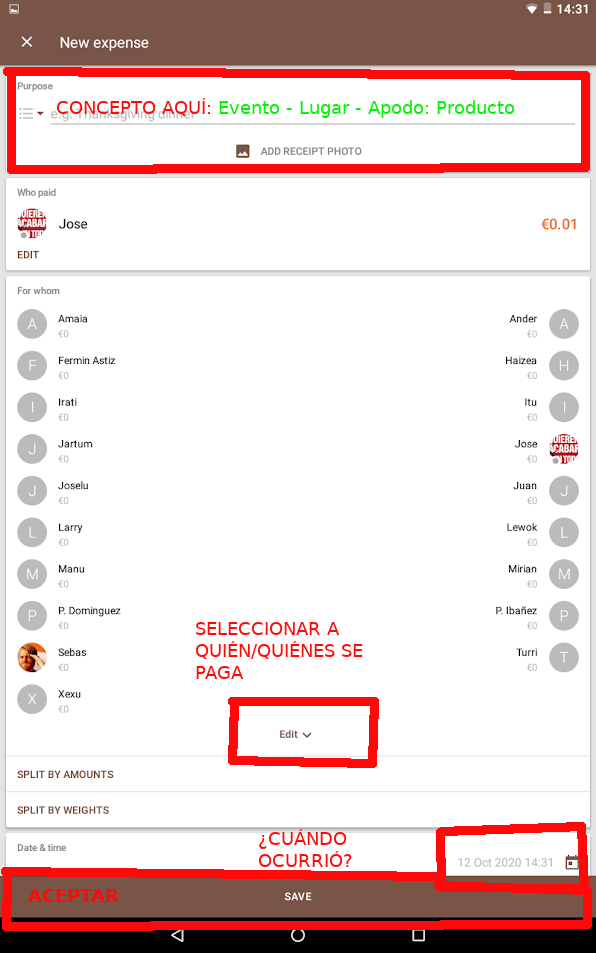 14:31
New expense
Purpose
CONCEPTO AQUÍ: Evento - Lugar - Apodo: Producto
e.g. Thanksgiving dinner
ADD RECEIPT PHOTO
Who paid
Jose
€0.01
EDIT
For whom
A Amaia
€0
Ander A
€0
F Fermin Astiz
€0
Haizea H
€0
I Irati
€0
Itu I
€0
J Jartum
€0
Jose
€0
J Joselu
€0
Juan J
€0
L Larry
€0
Lewok L
€0
M Manu
€0
Mirian M
€0
P P. Dominguez
€0
P. Ibañez P
€0
Sebas
€0
Turri T
€0
X Xexu
€0
SELECCIONAR A
QUIÉN/QUIÉNES SE
PAGA
Edit
SPLIT BY AMOUNTS
SPLIT BY WEIGHTS
Date & time
¿CUÁNDO
OCURRIÓ?
12 Oct 2020 14:31
ACEPTAR
SAVE